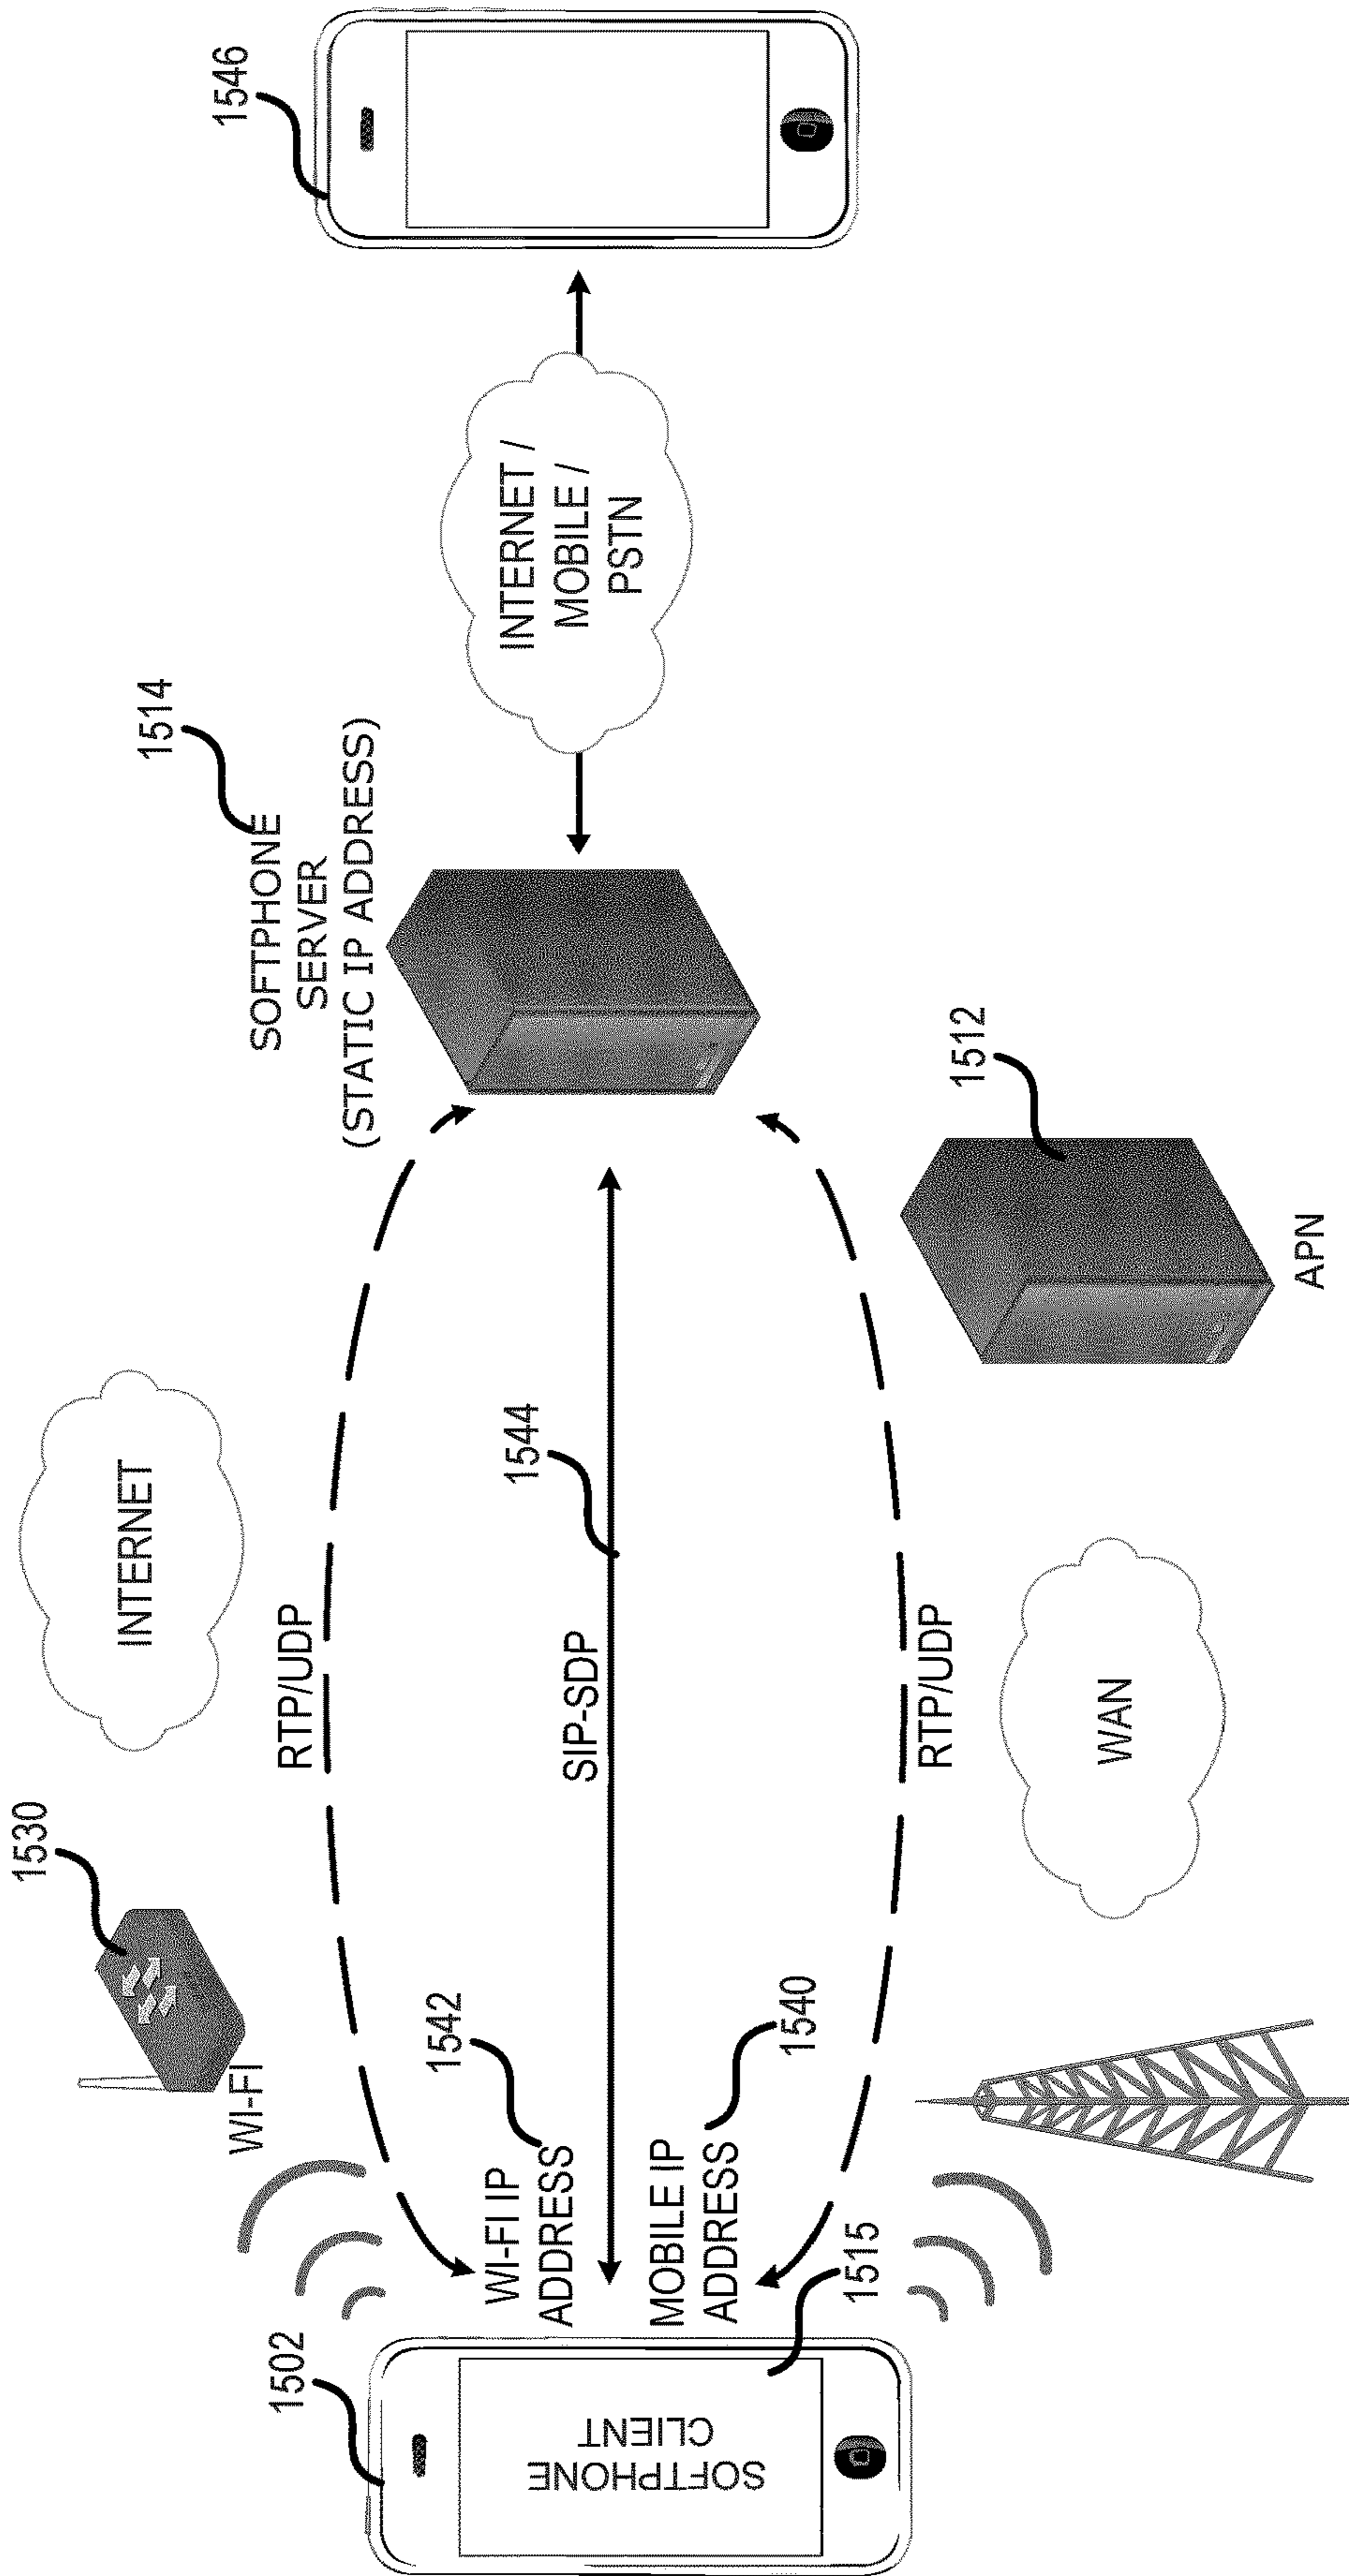 1502
SOFTPHONE
CLIENT
1515
WI-FI IP
ADDRESS
1542
MOBILE IP
ADDRESS
1540
WI-FI
1530
INTERNET
RTP/UDP
SIP-SDP
1544
RTP/UDP
WAN
APN
1512
SOFTPHONE
SERVER
(STATIC IP ADDRESS)
1514
INTERNET /
MOBILE /
PSTN
1546